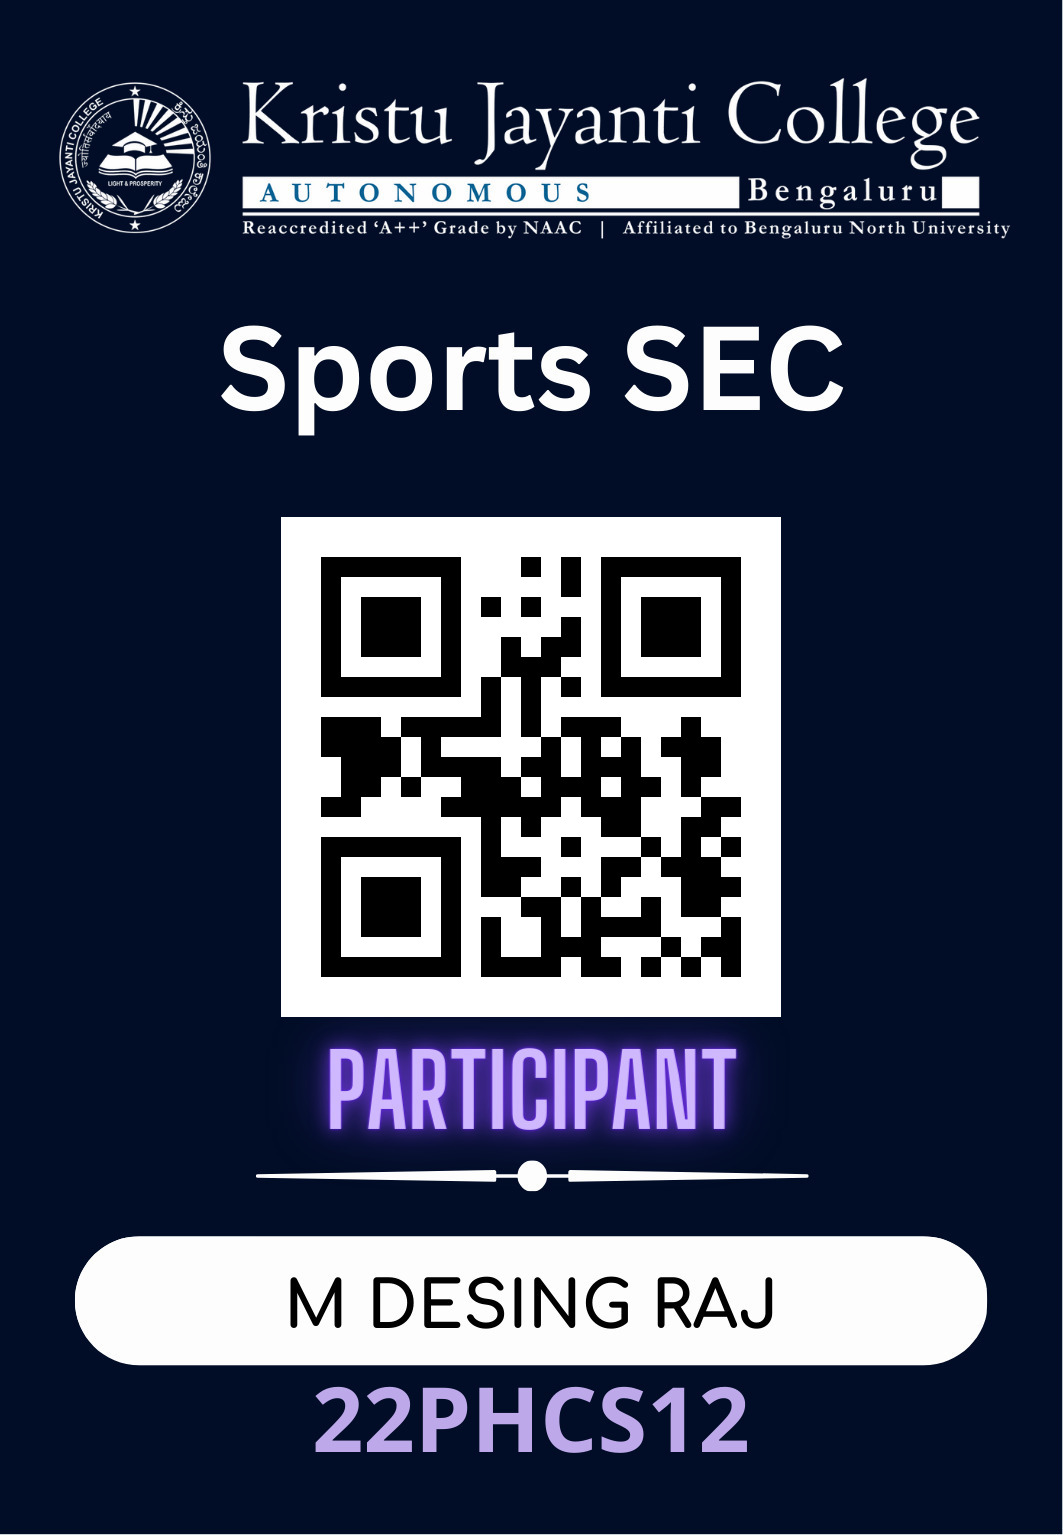 KRISTU JAYANTI COLLEGE
ಕ್ರಿಸ್ತು ಜಯಂತಿ ಕಾಲೇಜು
LIGHT & PROSPERITY
Kristu Jayanti College
AUTONOMOUS Bengaluru
Reaccredited ‘A++’ Grade by NAAC | Affiliated to Bengaluru North University
Sports SEC
PARTICIPANT
M DESING RAJ
22PHCS12